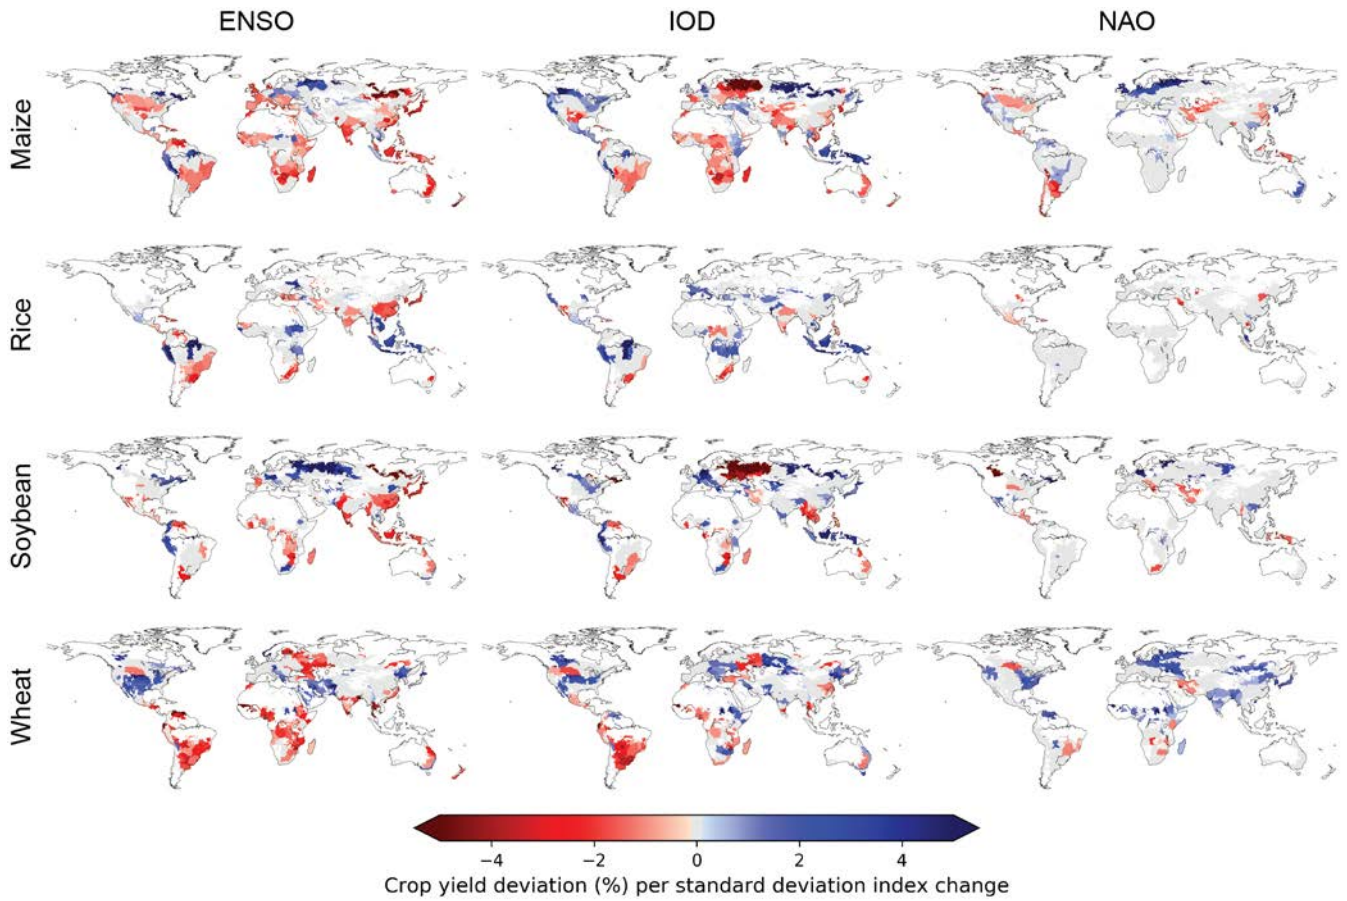 ENSO IOD NAO
Maize
Rice
Soybean
Wheat
−4 −2 0 2 4
Crop yield deviation (%) per standard deviation index change